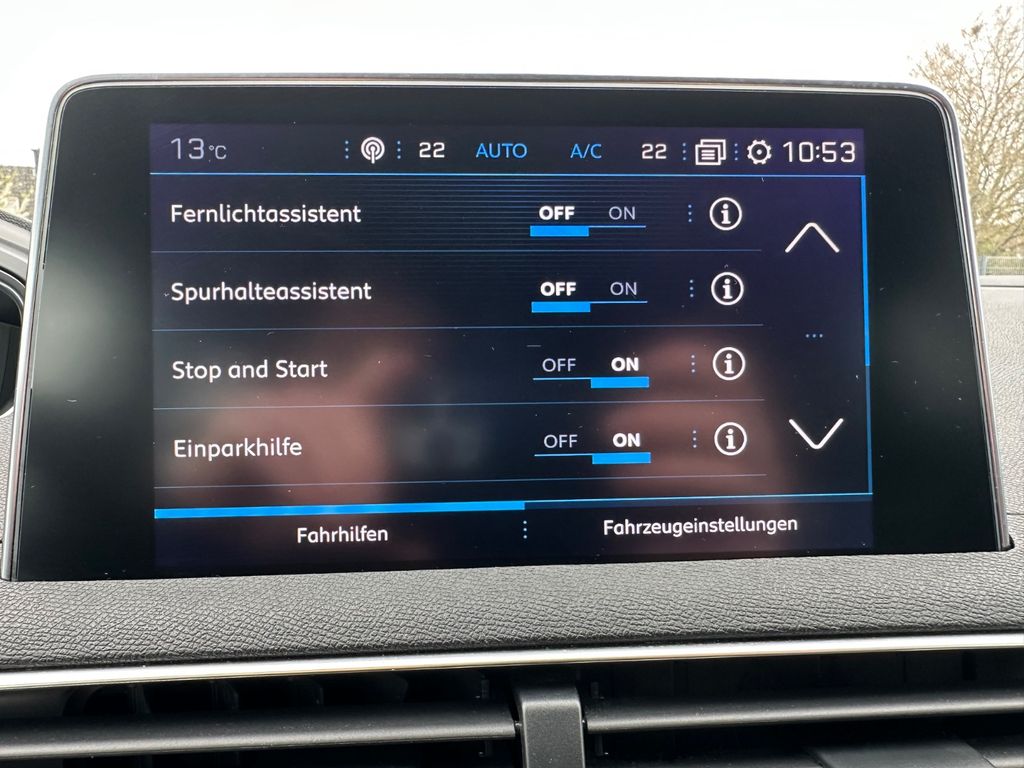 13°C 22 AUTO A/C 22 10:53
Fernlichtassistent OFF ON
Spurhalteassistent OFF ON
Stop and Start OFF ON
Einparkhilfe OFF ON
Fahrhilfen Fahrzeugeinstellungen